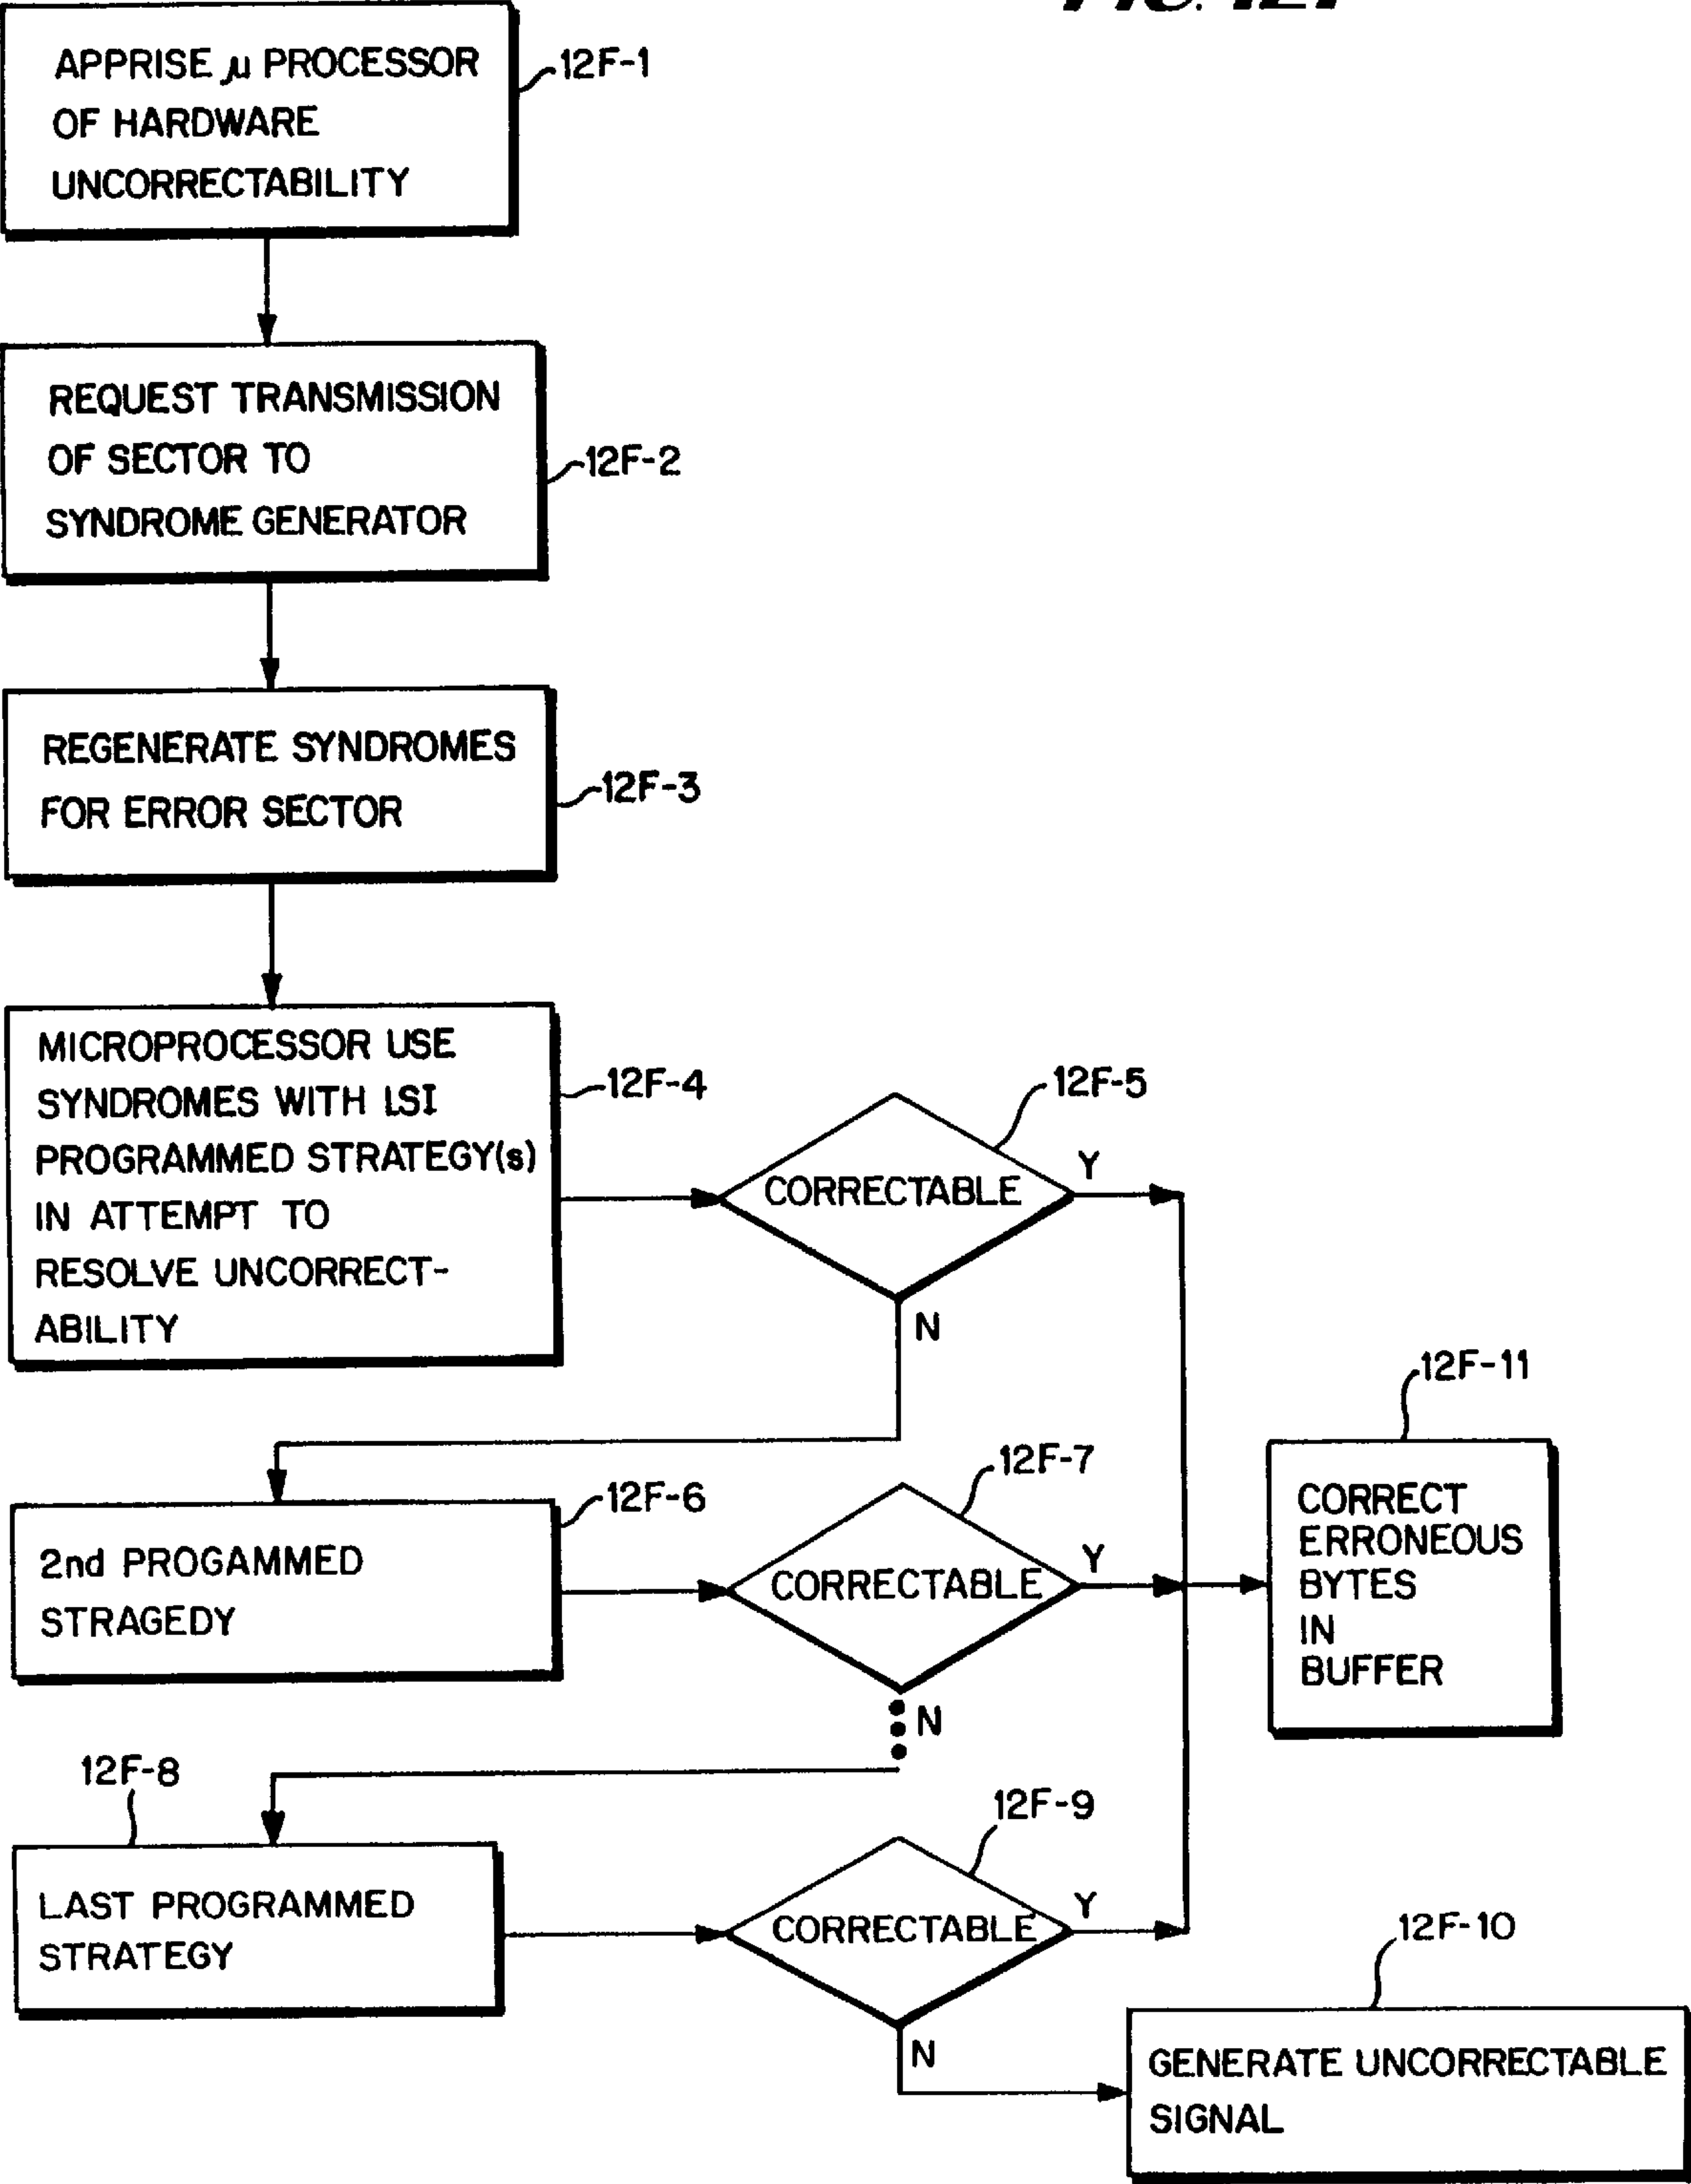 APPRISE μ PROCESSOR
OF HARDWARE
UNCORRECTABILITY
12F-1
REQUEST TRANSMISSION
OF SECTOR TO
SYNDROME GENERATOR
12F-2
REGENERATE SYNDROMES
FOR ERROR SECTOR
12F-3
MICROPROCESSOR USE
SYNDROMES WITH LSI
PROGRAMMED STRATEGY(s)
IN ATTEMPT TO
RESOLVE UNCORRECT-
ABILITY
12F-4
12F-5
CORRECTABLE
Y
N
12F-6
2nd PROGAMMED
STRAGEDY
12F-7
CORRECTABLE
Y
N
12F-11
CORRECT
ERRONEOUS
BYTES
IN
BUFFER
12F-8
LAST PROGRAMMED
STRATEGY
12F-9
CORRECTABLE
Y
N
12F-10
GENERATE UNCORRECTABLE
SIGNAL